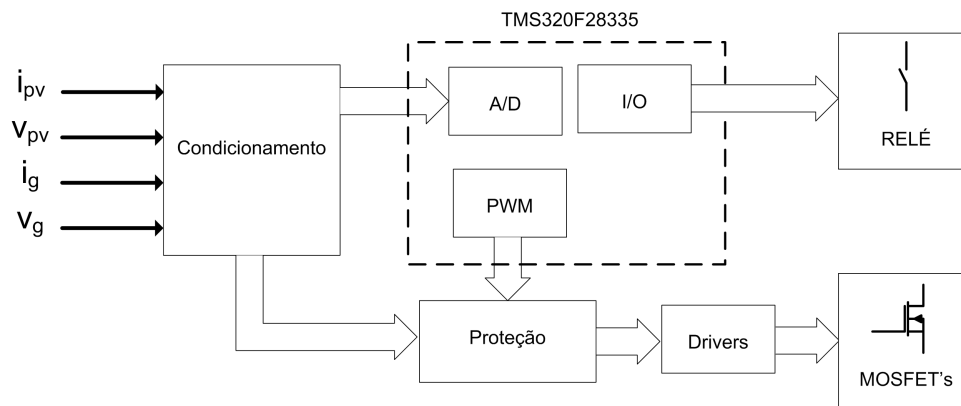 TMS320F28335
ipv
vpv
ig
vg
Condicionamento
A/D
I/O
RELÉ
PWM
Proteção
Drivers
MOSFET's